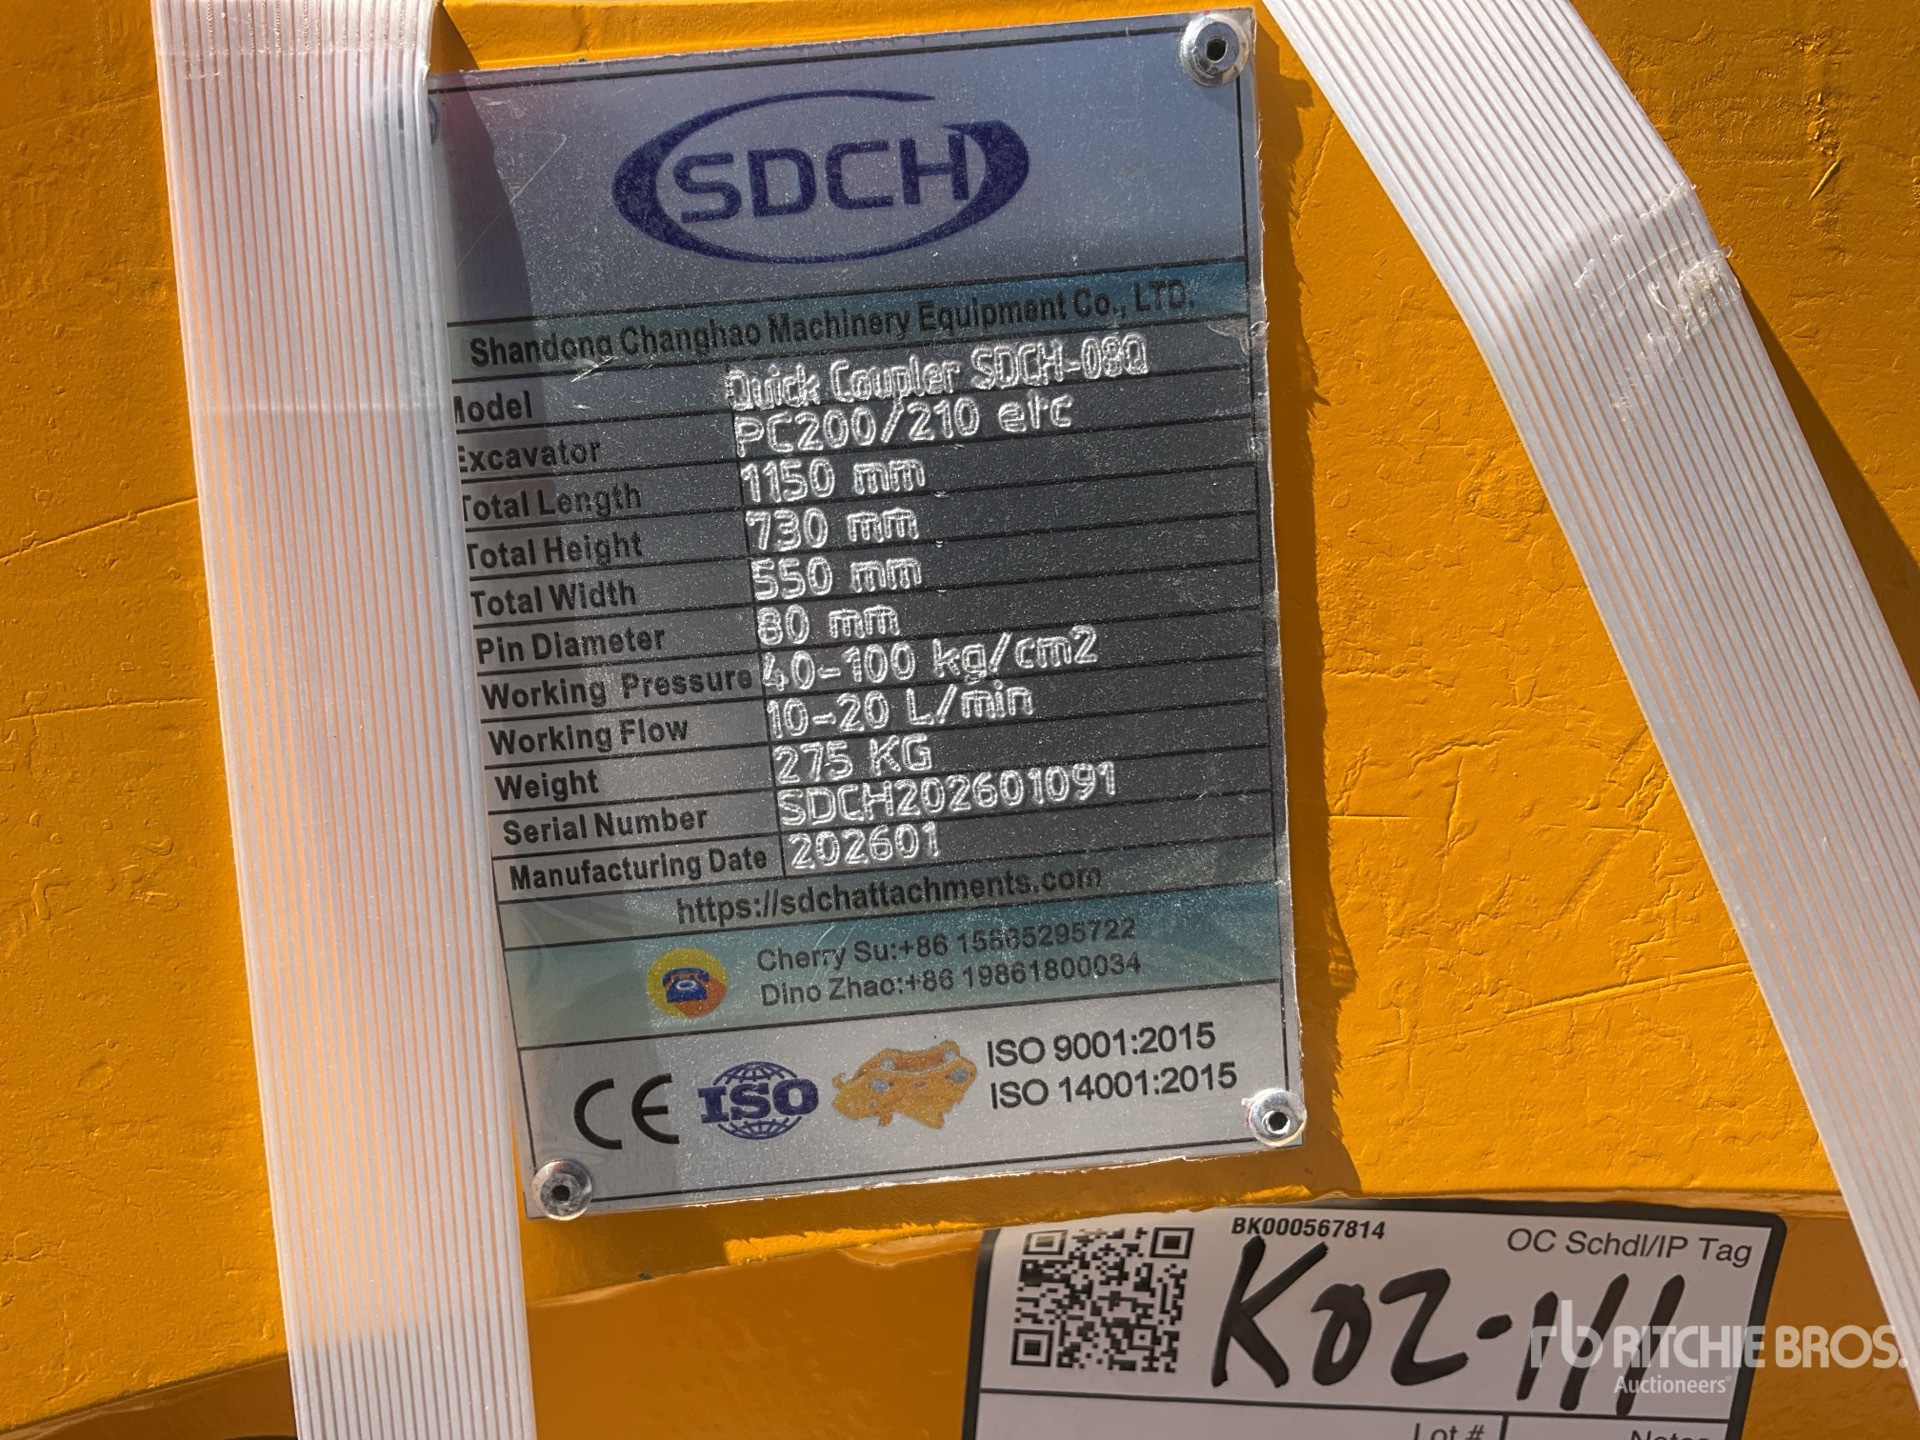 SDCH
Shandong Changhao Machinery Equipment Co., LTD.
Model Quick Coupler SDCH-08Q
Excavator PC200/210 etc
Total Length 1150 mm
Total Height 730 mm
Total Width 550 mm
Pin Diameter 80 mm
Working Pressure 40-100 kg/cm2
Working Flow 10-20 L/min
Weight 275 KG
Serial Number SDCH202601091
Manufacturing Date 202601
https://sdchattachments.com
Cherry Su:+86 15865295722
Dino Zhao:+86 19861800034
CE ISO ISO 9001:2015
ISO 14001:2015
BK000567814
OC Schdl/IP Tag
K02-
Lot #
Notes
rb RITCHIE BROS.
Auctioneers